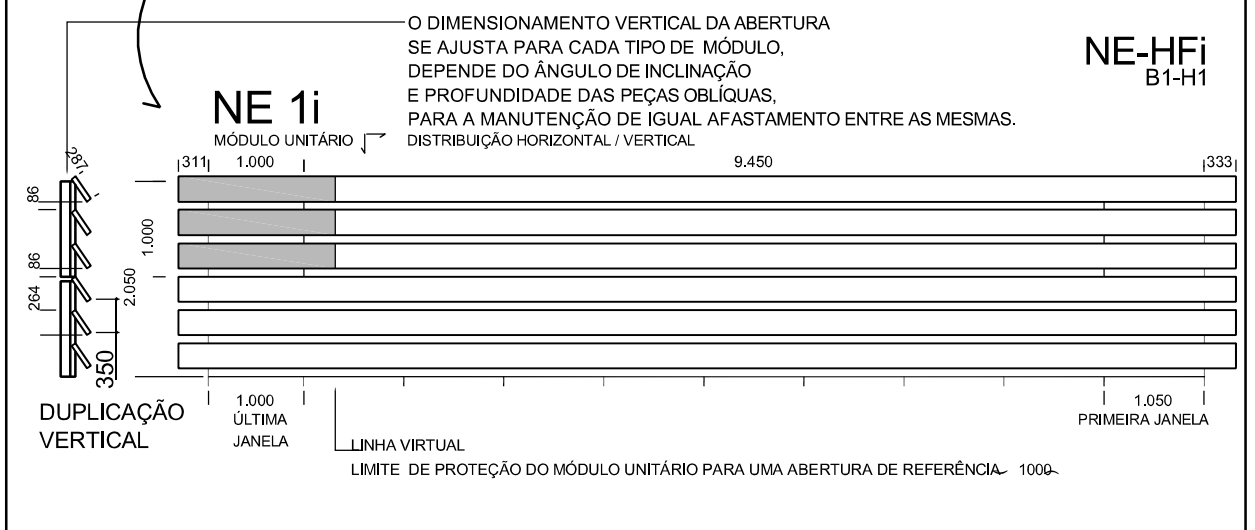 O DIMENSIONAMENTO VERTICAL DA ABERTURA
SE AJUSTA PARA CADA TIPO DE MÓDULO,
DEPENDE DO ÂNGULO DE INCLINAÇÃO
E PROFUNDIDADE DAS PEÇAS OBLÍQUAS,
PARA A MANUTENÇÃO DE IGUAL AFASTAMENTO ENTRE AS MESMAS.
NE-HFi
B1-H1
NE 1i
MÓDULO UNITÁRIO
DISTRIBUIÇÃO HORIZONTAL / VERTICAL
287
311 1.000 9.450 333
86
1.000
86
2.050
264
350
DUPLICAÇÃO
VERTICAL
1.000
ÚLTIMA
JANELA
1.050
PRIMEIRA JANELA
LINHA VIRTUAL
LIMITE DE PROTEÇÃO DO MÓDULO UNITÁRIO PARA UMA ABERTURA DE REFERÊNCIA 1000